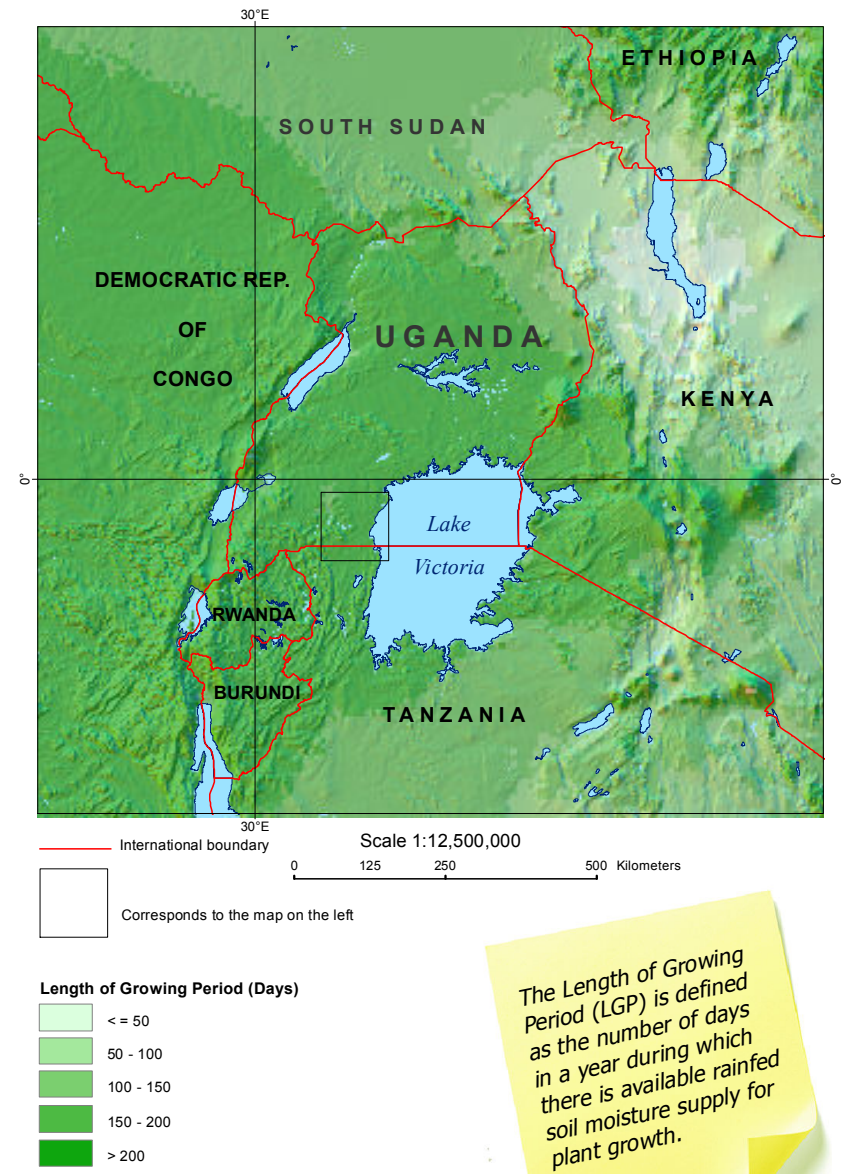 30°E
ETHIOPIA
SOUTH SUDAN
DEMOCRATIC REP.
OF
CONGO
UGANDA
KENYA
0°
0°
Lake
Victoria
RWANDA
BURUNDI
TANZANIA
30°E
International boundary
Scale 1:12,500,000
0 125 250 500 Kilometers
Corresponds to the map on the left
Length of Growing Period (Days)
< = 50
50 - 100
100 - 150
150 - 200
> 200
The Length of Growing
Period (LGP) is defined
as the number of days
in a year during which
there is available rainfed
soil moisture supply for
plant growth.